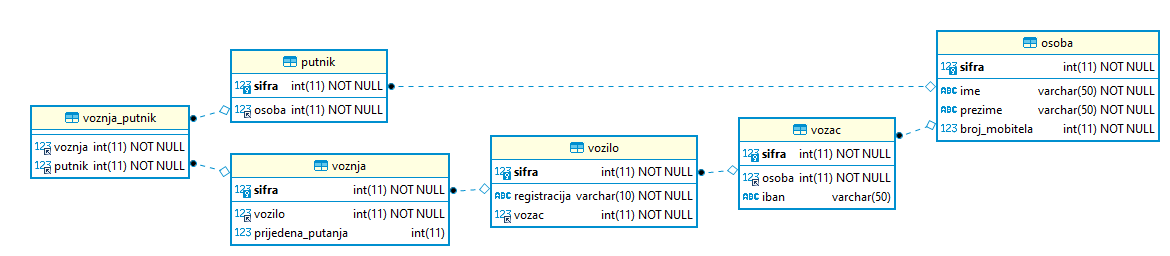 voznja_putnik
123 voznja int(11) NOT NULL
123 putnik int(11) NOT NULL
putnik
123 sifra int(11) NOT NULL
123 osoba int(11) NOT NULL
voznja
123 sifra int(11) NOT NULL
123 vozilo int(11) NOT NULL
123 prijedena_putanja int(11)
vozilo
123 sifra int(11) NOT NULL
ABC registracija varchar(10) NOT NULL
123 vozac int(11) NOT NULL
vozac
123 sifra int(11) NOT NULL
123 osoba int(11) NOT NULL
ABC iban varchar(50)
osoba
123 sifra int(11) NOT NULL
ABC ime varchar(50) NOT NULL
ABC prezime varchar(50) NOT NULL
123 broj_mobitela int(11) NOT NULL